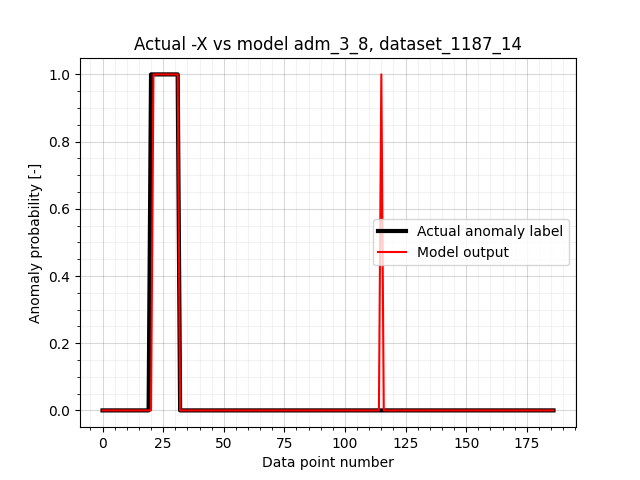 Actual -X vs model adm_3_8, dataset_1187_14
1.0
0.8
0.6
0.4
0.2
0.0
Anomaly probability [-]
Actual anomaly label
Model output
0 25 50 75 100 125 150 175
Data point number